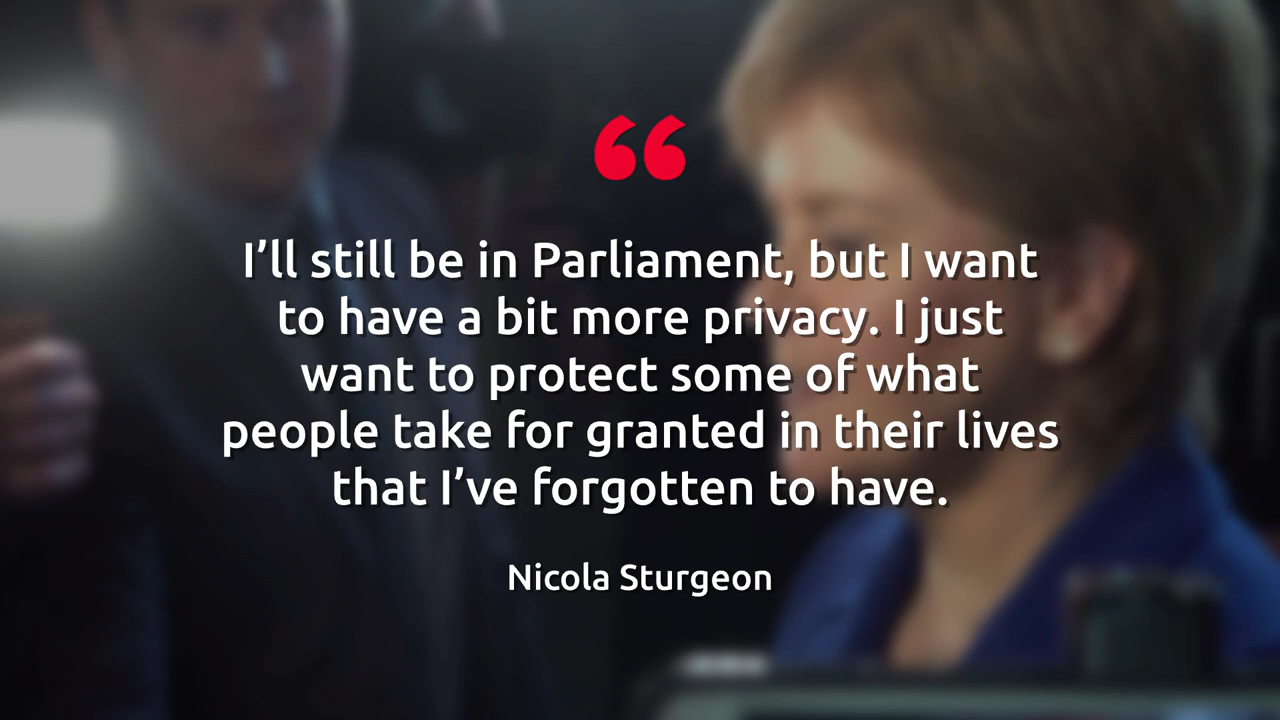 “
I’ll still be in Parliament, but I want
to have a bit more privacy. I just
want to protect some of what
people take for granted in their lives
that I’ve forgotten to have.
Nicola Sturgeon